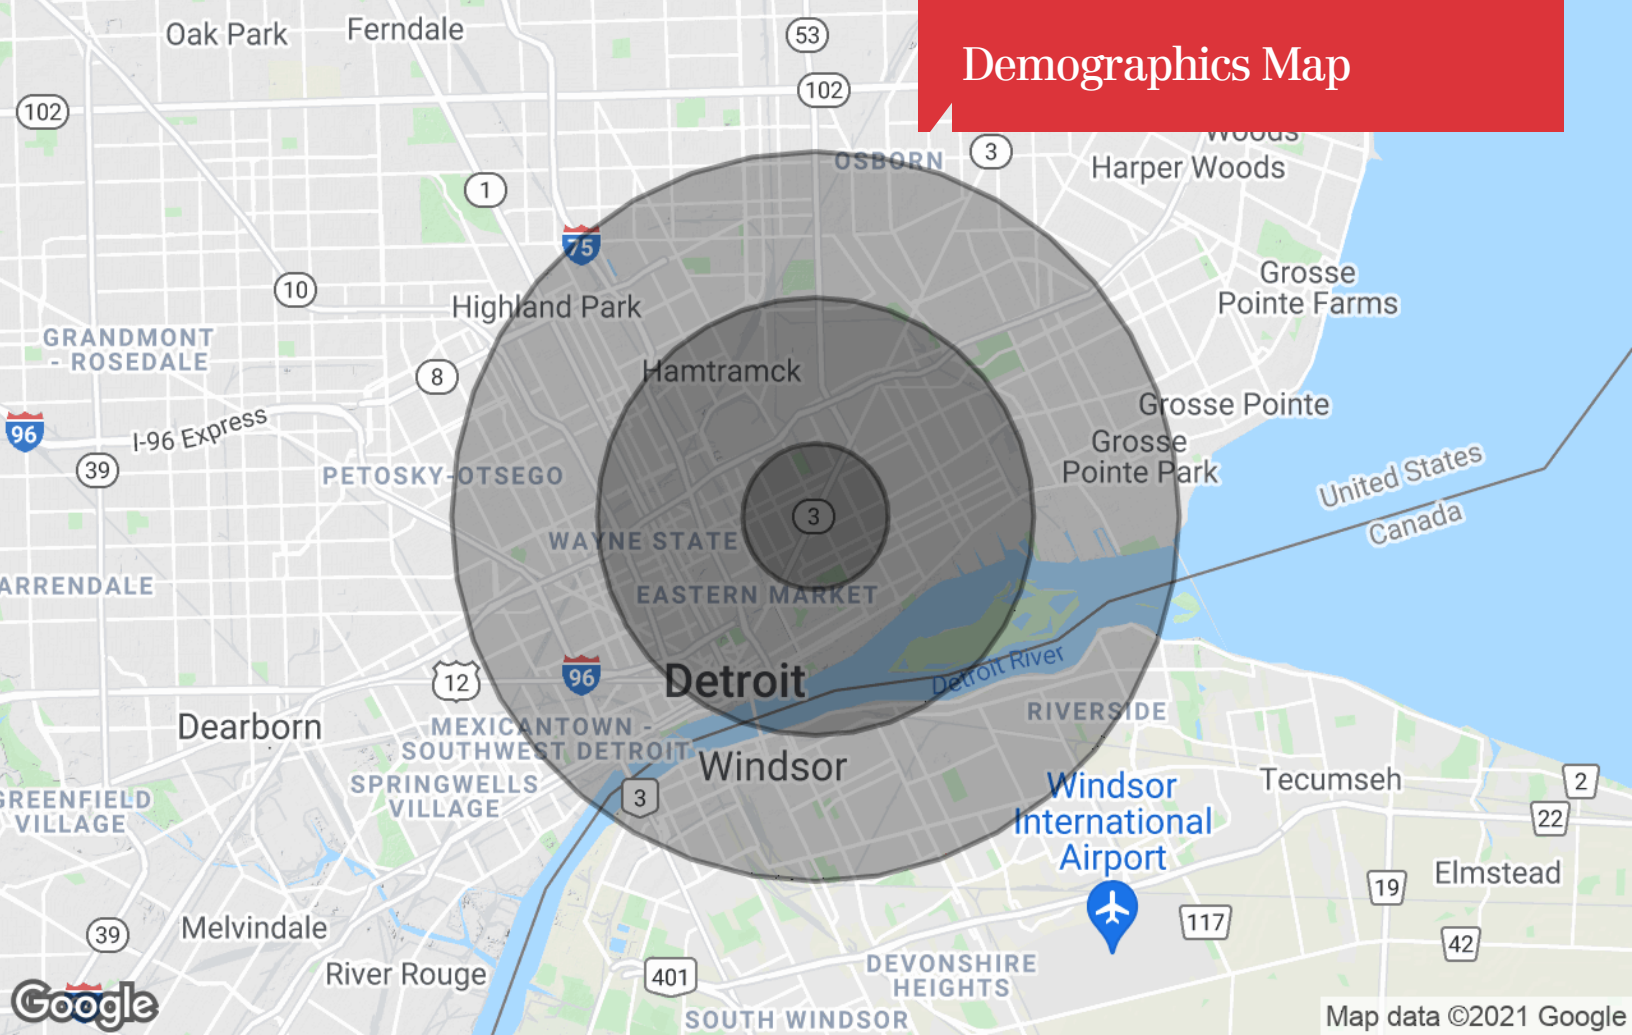 Oak Park
Ferndale
53
Demographics Map
102
102
Woods
OSBORN
3
Harper Woods
1
75
Grosse
Pointe Farms
10
Highland Park
GRANDMONT
- ROSEDALE
8
Hamtramck
Grosse Pointe
96
I-96 Express
Grosse
Pointe Park
39
PETOSKY-OTSEGO
United States
Canada
3
WAYNE STATE
ARRENDALE
EASTERN MARKET
Detroit River
12
96
Detroit
RIVERSIDE
Dearborn
MEXICANTOWN -
SOUTHWEST DETROIT
Windsor
SPRINGWELLS
VILLAGE
3
Windsor
International
Airport
Tecumseh
2
GREENFIELD
VILLAGE
22
19
Elmstead
39
Melvindale
117
42
River Rouge
401
DEVONSHIRE
HEIGHTS
Google
SOUTH WINDSOR
Map data ©2021 Google